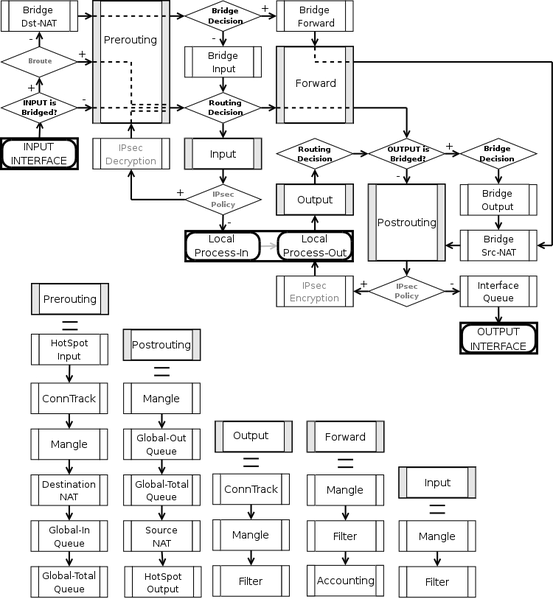 Bridge
Dst-NAT
Prerouting
Bridge
Decision
+
Bridge
Forward
-
-
Broute
+
Bridge
Input
Forward
+
INPUT is
Bridged?
-
Routing
Decision
INPUT
INTERFACE
IPsec
Decryption
Input
Routing
Decision
OUTPUT is
Bridged?
+
Bridge
Decision
-
+
IPsec
Policy
-
Output
Postrouting
Bridge
Output
Local
Process-In
Local
Process-Out
Bridge
Src-NAT
IPsec
Encryption
+
IPsec
Policy
-
Interface
Queue
OUTPUT
INTERFACE
Prerouting
=
HotSpot
Input
ConnTrack
Mangle
Destination
NAT
Global-In
Queue
Global-Total
Queue
Postrouting
=
Mangle
Global-Out
Queue
Global-Total
Queue
Source
NAT
HotSpot
Output
Output
=
ConnTrack
Mangle
Filter
Forward
=
Mangle
Filter
Accounting
Input
=
Mangle
Filter